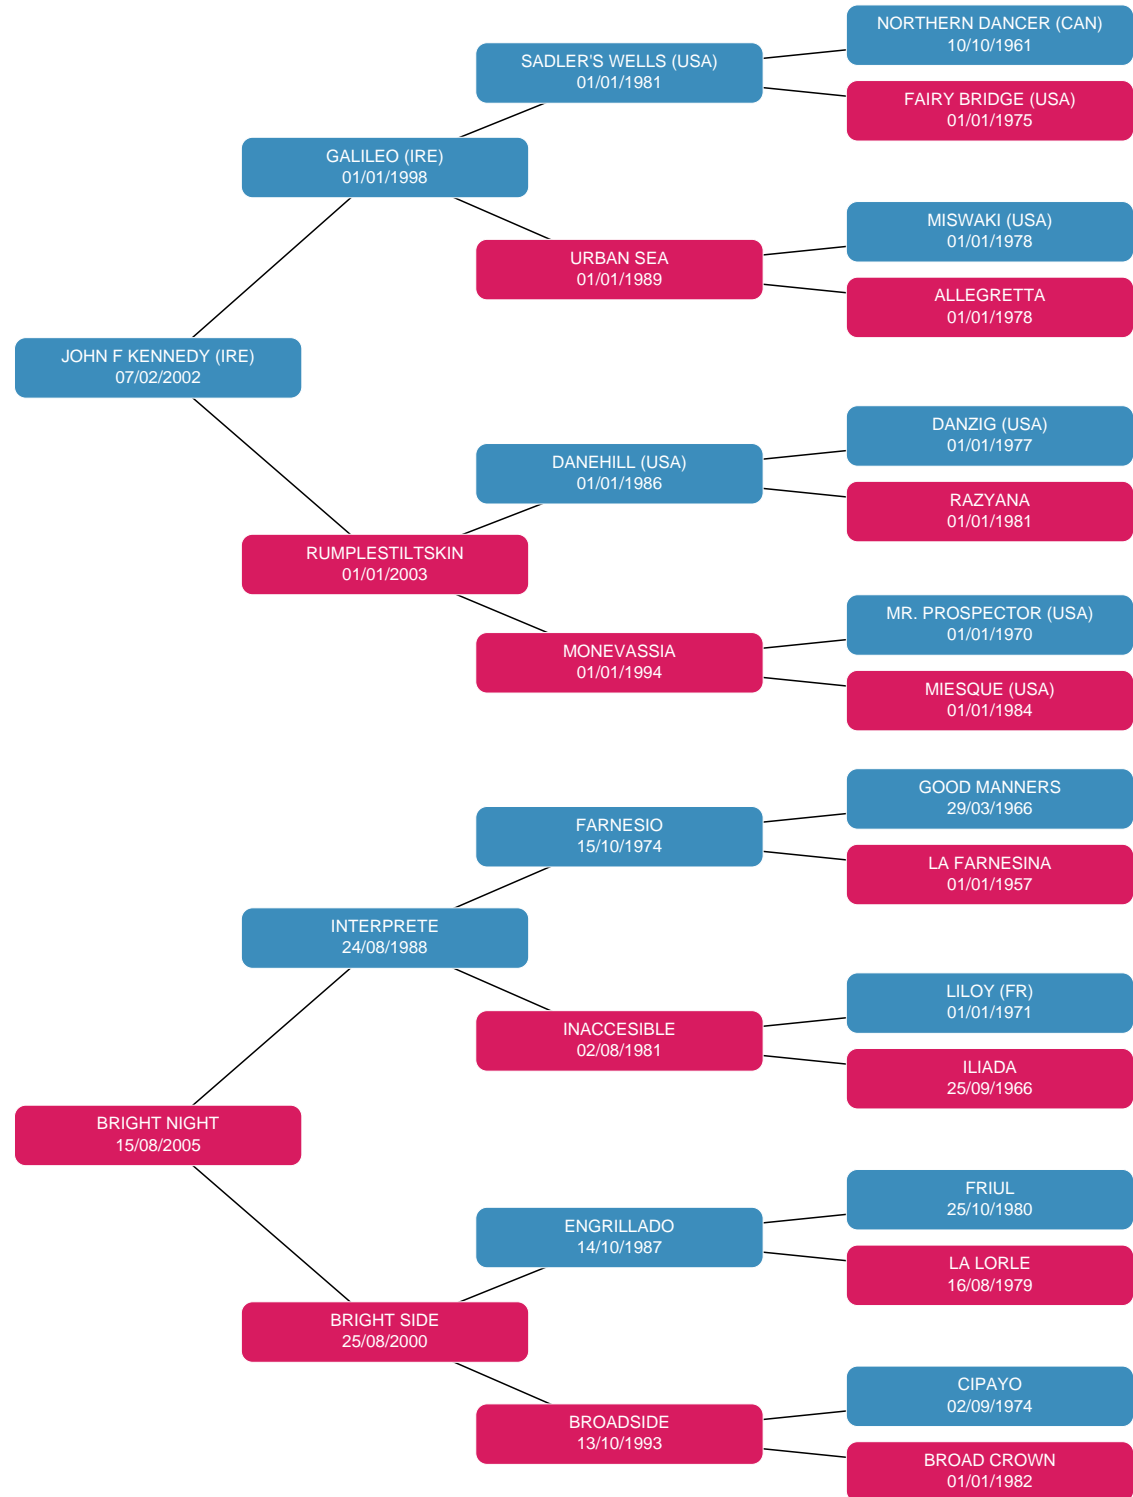 NORTHERN DANCER (CAN)
10/10/1961
SADLER'S WELLS (USA)
01/01/1981
FAIRY BRIDGE (USA)
01/01/1975
GALILEO (IRE)
01/01/1998
MISWAKI (USA)
01/01/1978
URBAN SEA
01/01/1989
ALLEGRETTA
01/01/1978
JOHN F KENNEDY (IRE)
07/02/2002
DANZIG (USA)
01/01/1977
DANEHILL (USA)
01/01/1986
RAZYANA
01/01/1981
RUMPLESTILTSKIN
01/01/2003
MR. PROSPECTOR (USA)
01/01/1970
MONEVASSIA
01/01/1994
MIESQUE (USA)
01/01/1984
GOOD MANNERS
29/03/1966
FARNESIO
15/10/1974
LA FARNESINA
01/01/1957
INTERPRETE
24/08/1988
LILOY (FR)
01/01/1971
INACCESIBLE
02/08/1981
ILIADA
25/09/1966
BRIGHT NIGHT
15/08/2005
FRIUL
25/10/1980
ENGRILLADO
14/10/1987
LA LORLE
16/08/1979
BRIGHT SIDE
25/08/2000
CIPAYO
02/09/1974
BROADSIDE
13/10/1993
BROAD CROWN
01/01/1982